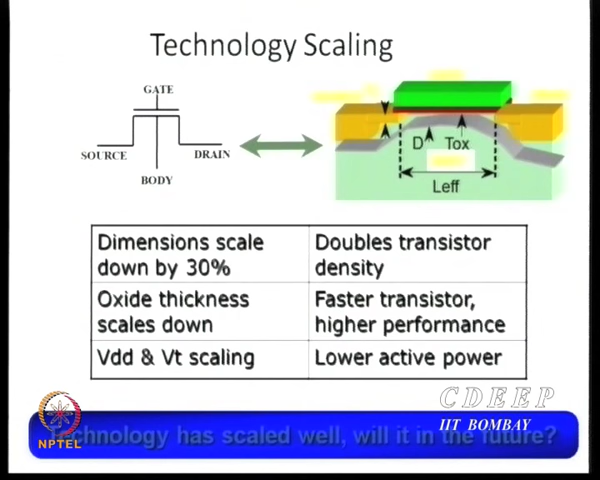 Technology Scaling
GATE
SOURCE
DRAIN
BODY
D
Tox
Leff
Dimensions scale
down by 30%
Doubles transistor
density
Oxide thickness
scales down
Faster transistor,
higher performance
Vdd & Vt scaling
Lower active power
CDEEP
IIT BOMBAY
Technology has scaled well, will it in the future?
NPTEL